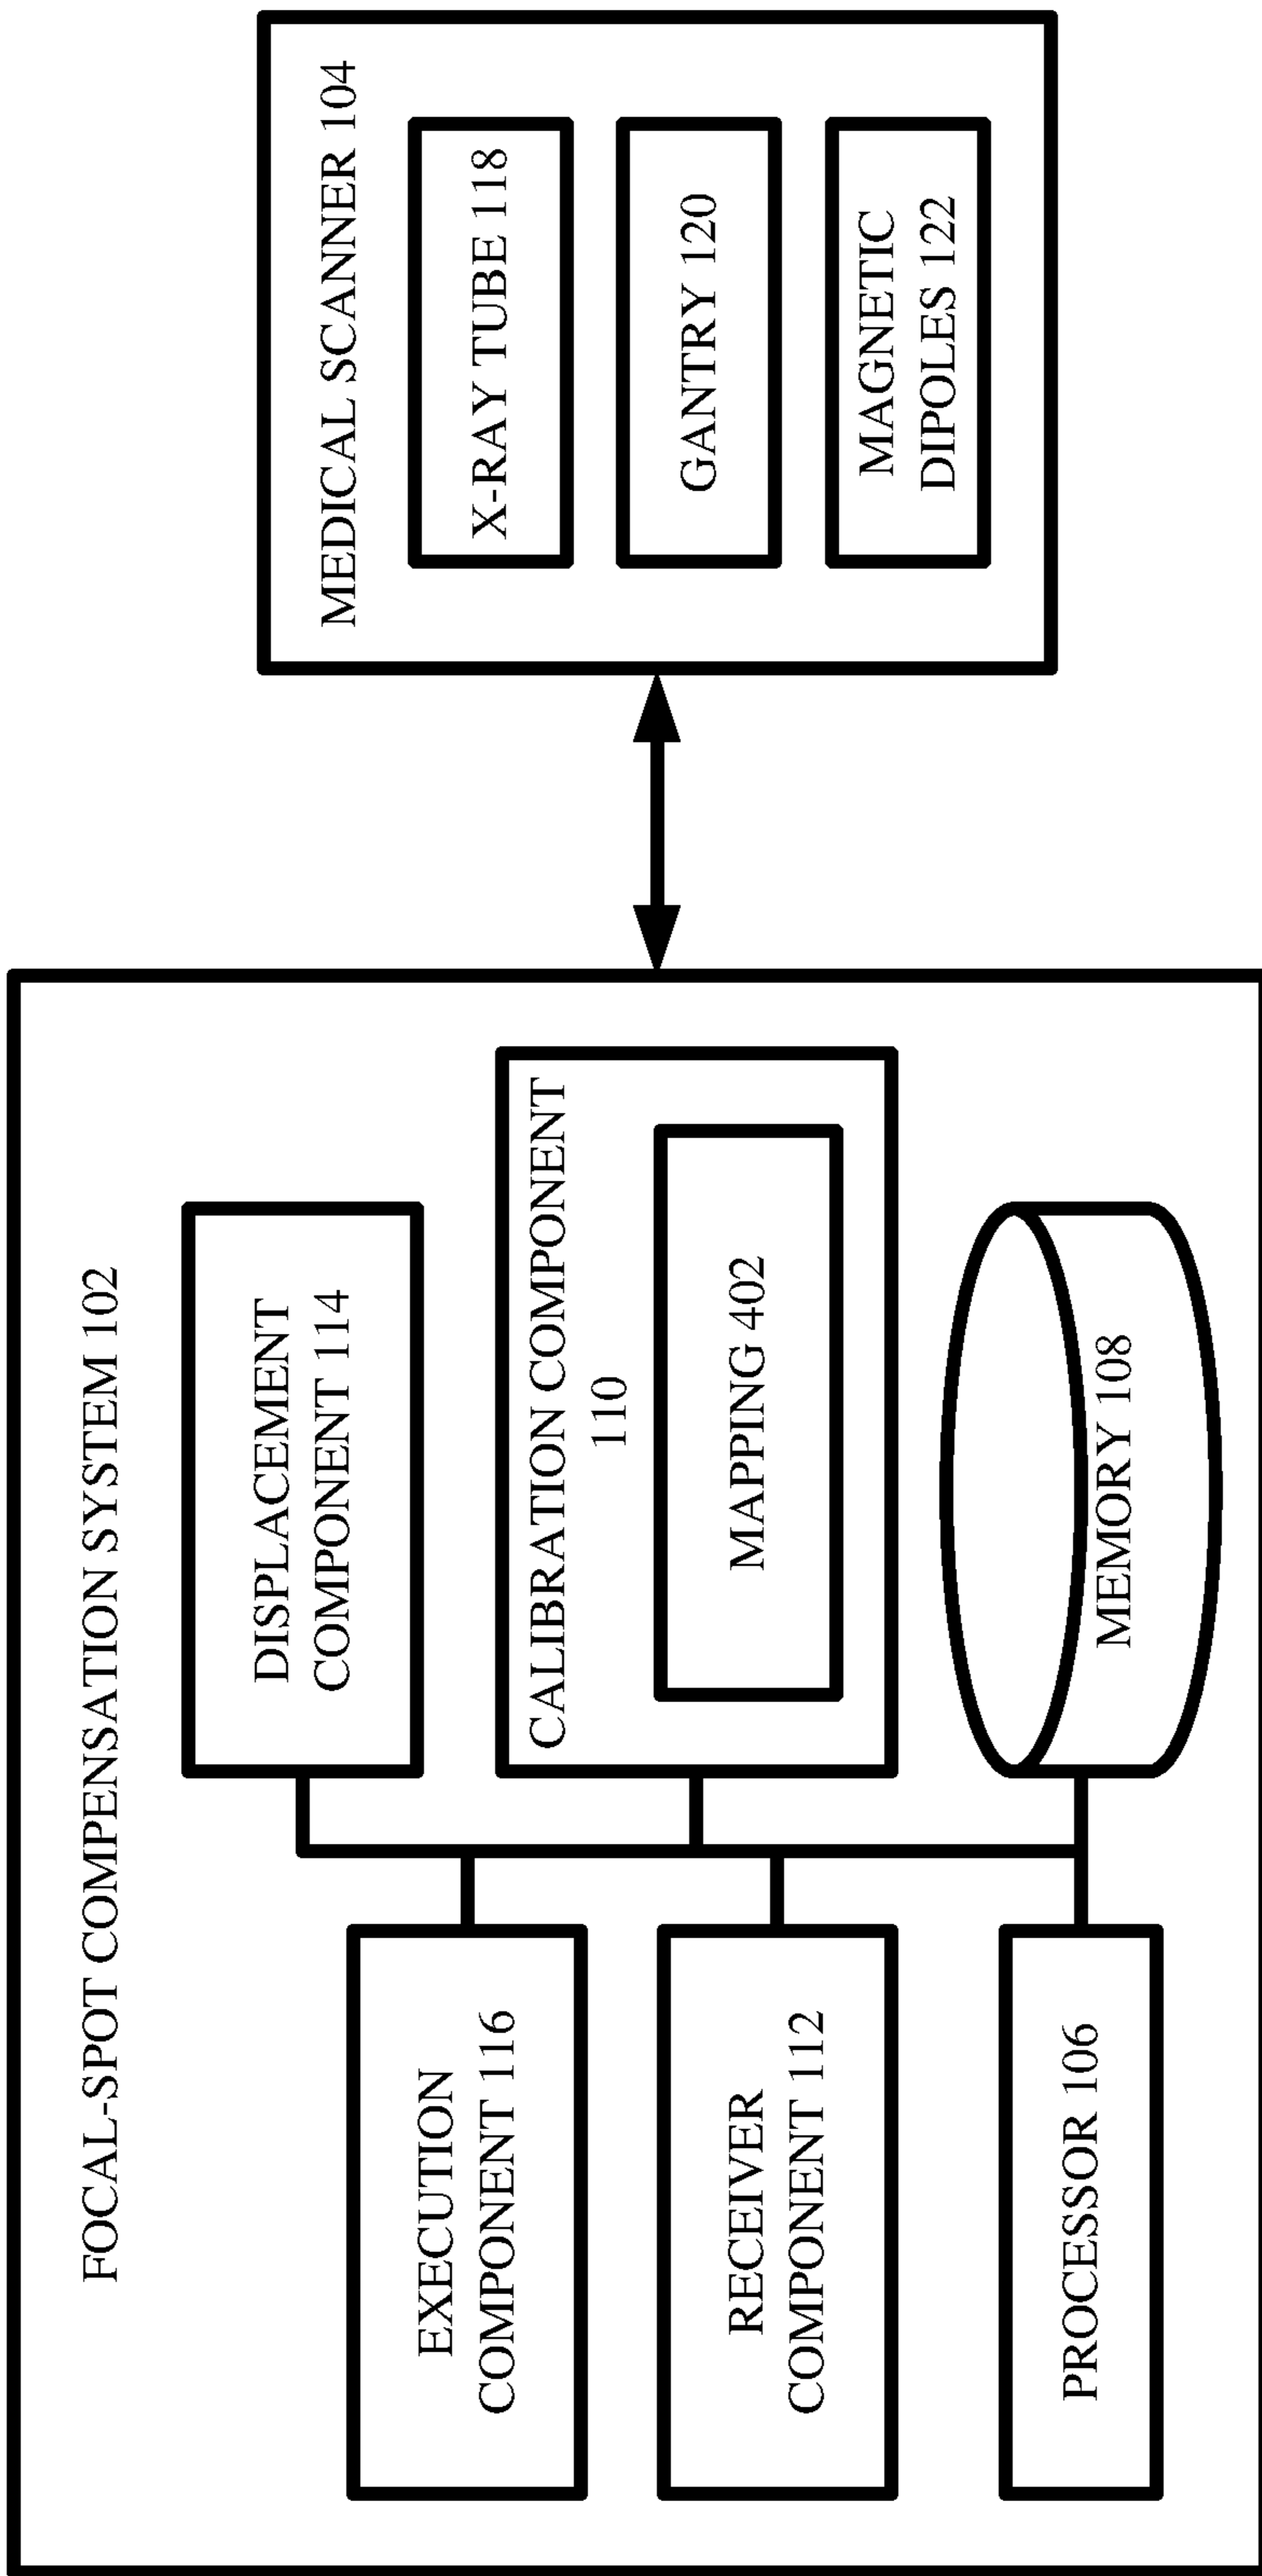 FOCAL-SPOT COMPENSATION SYSTEM 102
DISPLACEMENT
COMPONENT 114
EXECUTION
COMPONENT 116
CALIBRATION COMPONENT
110
MAPPING 402
RECEIVER
COMPONENT 112
PROCESSOR 106
MEMORY 108
MEDICAL SCANNER 104
X-RAY TUBE 118
GANTRY 120
MAGNETIC
DIPOLES 122